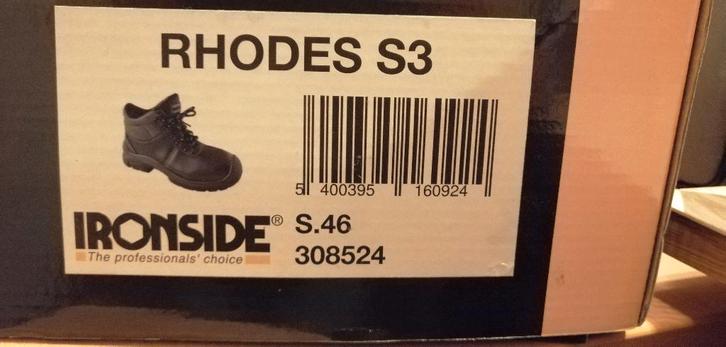 RHODES S3
5 400395 160924
IRONSIDE®
The professionals' choice
S.46
308524